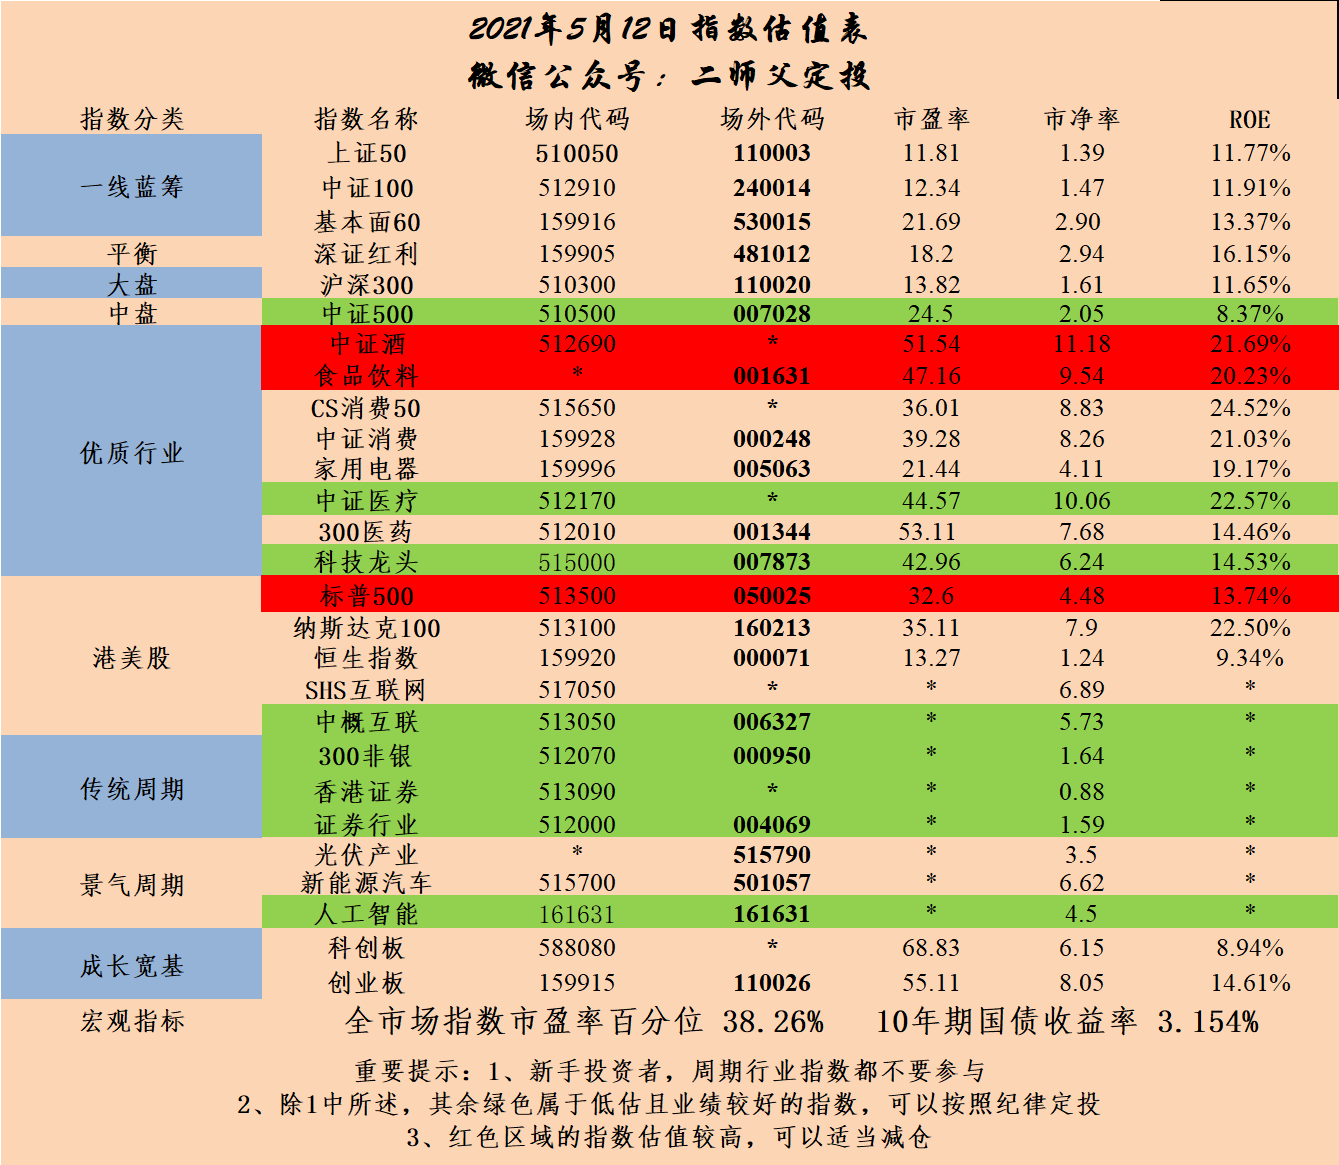 2021年5月12日指数估值表
微信公众号：二师父定投
指数分类 指数名称 场内代码 场外代码 市盈率 市净率 ROE
一线蓝筹 上证50 510050 110003 11.81 1.39 11.77%
中证100 512910 240014 12.34 1.47 11.91%
基本面60 159916 530015 21.69 2.90 13.37%
平衡 深证红利 159905 481012 18.2 2.94 16.15%
大盘 沪深300 510300 110020 13.82 1.61 11.65%
中盘 中证500 510500 007028 24.5 2.05 8.37%
优质行业 中证酒 512690 * 51.54 11.18 21.69%
食品饮料 * 001631 47.16 9.54 20.23%
CS消费50 515650 * 36.01 8.83 24.52%
中证消费 159928 000248 39.28 8.26 21.03%
家用电器 159996 005063 21.44 4.11 19.17%
中证医疗 512170 * 44.57 10.06 22.57%
300医药 512010 001344 53.11 7.68 14.46%
科技龙头 515000 007873 42.96 6.24 14.53%
港美股 标普500 513500 050025 32.6 4.48 13.74%
纳斯达克100 513100 160213 35.11 7.9 22.50%
恒生指数 159920 000071 13.27 1.24 9.34%
SHS互联网 517050 * * 6.89 *
中概互联 513050 006327 * 5.73 *
传统周期 300非银 512070 000950 * 1.64 *
香港证券 513090 * * 0.88 *
证券行业 512000 004069 * 1.59 *
景气周期 光伏产业 * 515790 * 3.5 *
新能源汽车 515700 501057 * 6.62 *
人工智能 161631 161631 * 4.5 *
成长宽基 科创板 588080 * 68.83 6.15 8.94%
创业板 159915 110026 55.11 8.05 14.61%
宏观指标 全市场指数市盈率百分位 38.26% 10年期国债收益率 3.154%
重要提示：1、新手投资者，周期行业指数都不要参与
2、除1中所述，其余绿色属于低估且业绩较好的指数，可以按照纪律定投
3、红色区域的指数估值较高，可以适当减仓